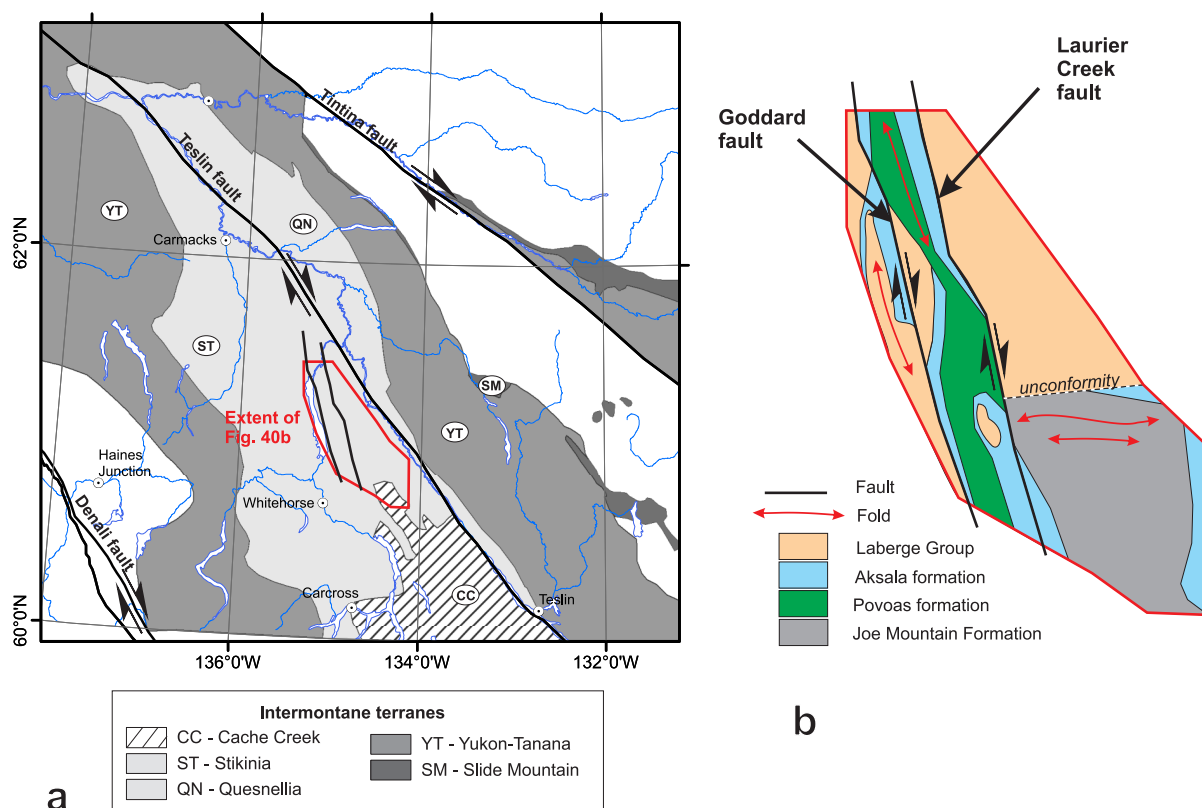 Tintina fault
Teslin fault
YT
QN
Carmacks
62°0'N
ST
SM
Extent of
Fig. 40b
YT
Haines
Junction
Whitehorse
Denali fault
CC
Carcross
Teslin
60°0'N
136°0'W
134°0'W
132°0'W
Intermontane terranes
CC - Cache Creek
ST - Stikinia
QN - Quesnellia
YT - Yukon-Tanana
SM - Slide Mountain
a
Laurier
Creek
fault
Goddard
fault
unconformity
Fault
Fold
Laberge Group
Aksala formation
Povoas formation
Joe Mountain Formation
b